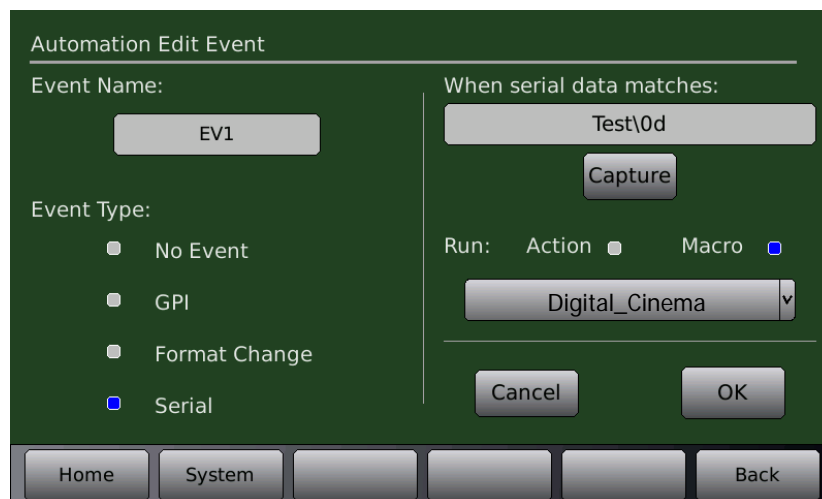 Automation Edit Event
Event Name:
EV1
Event Type:
No Event
GPI
Format Change
Serial
When serial data matches:
Test\0d
Capture
Run: Action Macro
Digital_Cinema
Cancel OK
Home System Back